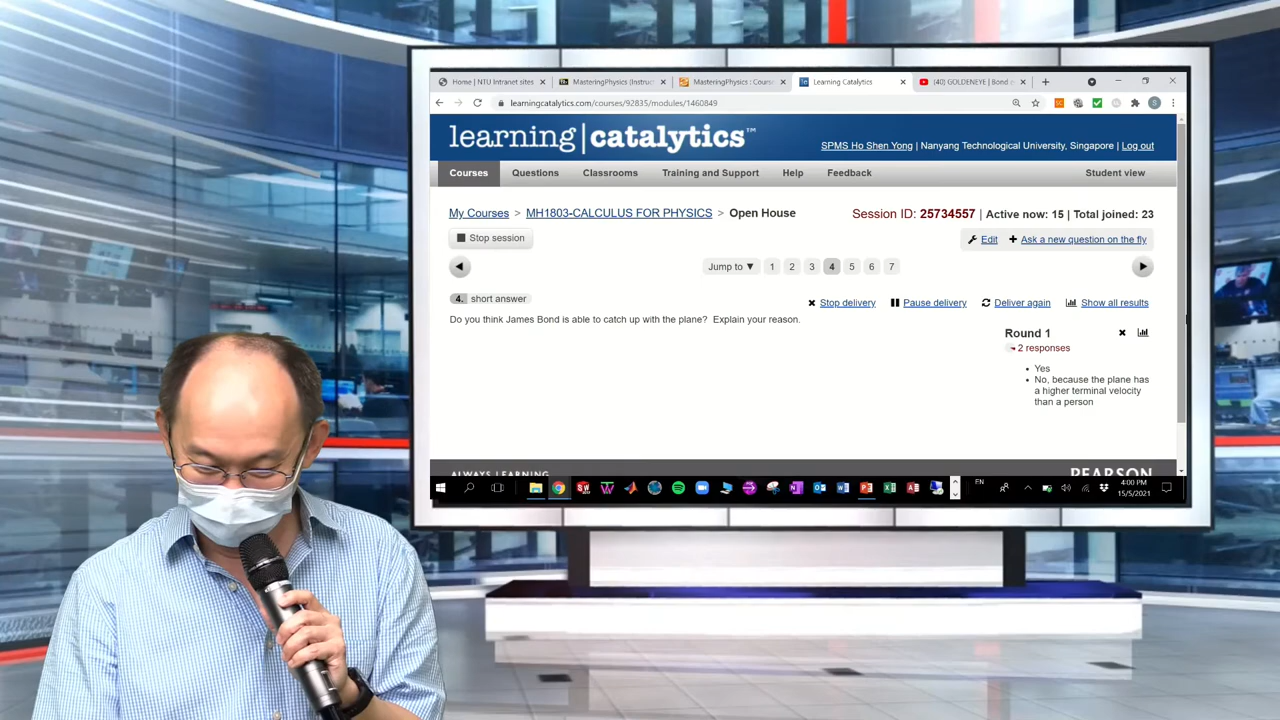 Home | NTU Intranet sites
MasteringPhysics (Instruct
MasteringPhysics : Cours
Learning Catalytics
(40) GOLDENEYE | Bond
learningcatalytics.com/courses/92835/modules/1460849
learning|catalytics™
SPMS Ho Shen Yong | Nanyang Technological University, Singapore | Log out
Courses Questions Classrooms Training and Support Help Feedback Student view
My Courses > MH1803-CALCULUS FOR PHYSICS > Open House
Session ID: 25734557 | Active now: 15 | Total joined: 23
Stop session
Edit Ask a new question on the fly
Jump to ▼ 1 2 3 4 5 6 7
4. short answer
Stop delivery Pause delivery Deliver again Show all results
Do you think James Bond is able to catch up with the plane? Explain your reason.
Round 1
2 responses
• Yes
• No, because the plane has
a higher terminal velocity
than a person
ALWAYS LEARNING
PEARSON
EN
4:00 PM
15/5/2021